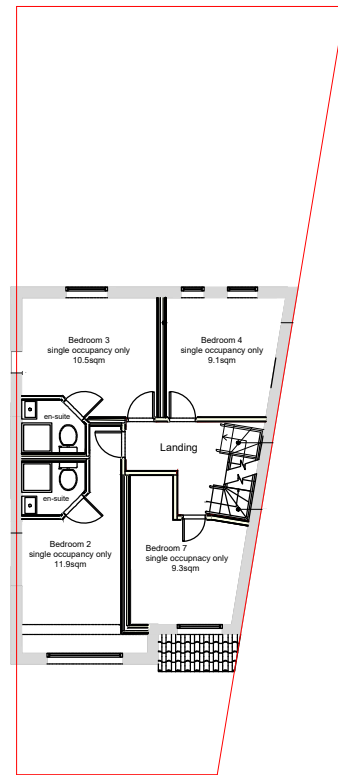 Bedroom 3
single occupancy only
10.5sqm
Bedroom 4
single occupancy only
9.1sqm
en-suite
Landing
en-suite
Bedroom 2
single occupancy only
11.9sqm
Bedroom 7
single occupnacy only
9.3sqm